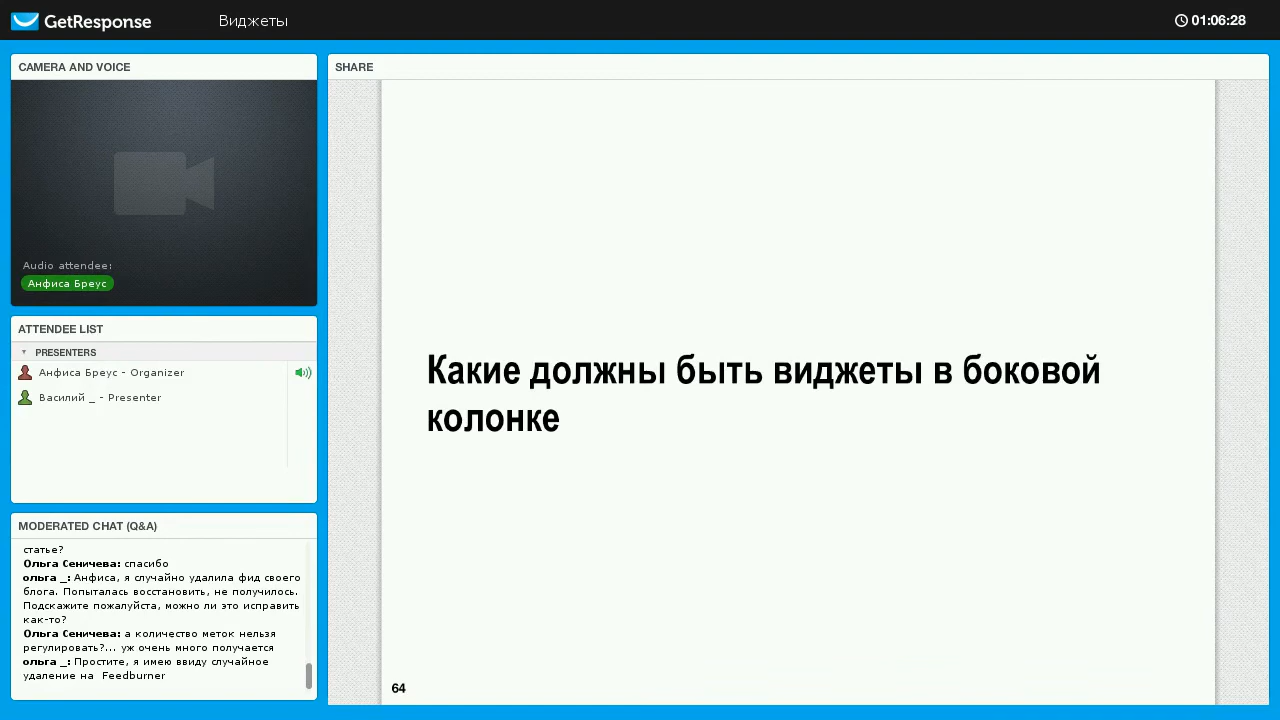 GetResponse
Виджеты
01:06:28
CAMERA AND VOICE
Audio attendee:
Анфиса Бреус
ATTENDEE LIST
PRESENTERS
Анфиса Бреус - Organizer
Василий _ - Presenter
MODERATED CHAT (Q&A)
статье?
Ольга Сеничева: спасибо
ольга _: Анфиса, я случайно удалила фид своего
блога. Попыталась восстановить, не получилось.
Подскажите пожалуйста, можно ли это исправить
как-то?
Ольга Сеничева: а количество меток нельзя
регулировать?... уж очень много получается
ольга _: Простите, я имею ввиду случайное
удаление на Feedburner
SHARE
Какие должны быть виджеты в боковой
колонке
64